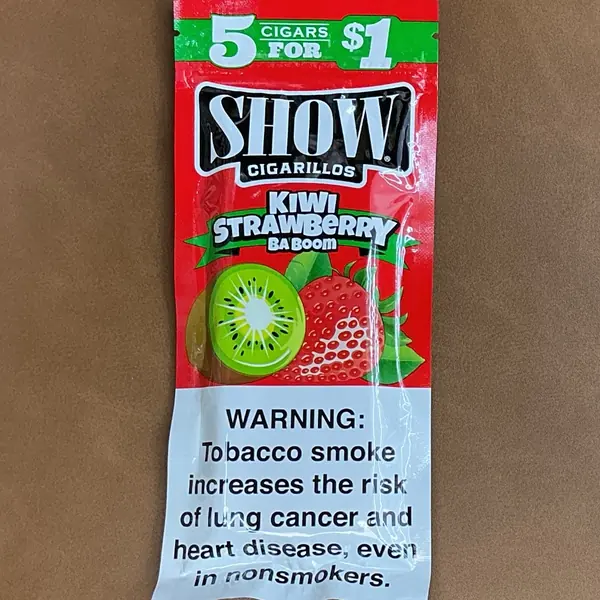 5 CIGARS FOR $1
SHOW®
CIGARILLOS
KIWI
STRAWBERRY
BA BOOM
WARNING:
Tobacco smoke
increases the risk
of lung cancer and
heart disease, even
in nonsmokers.